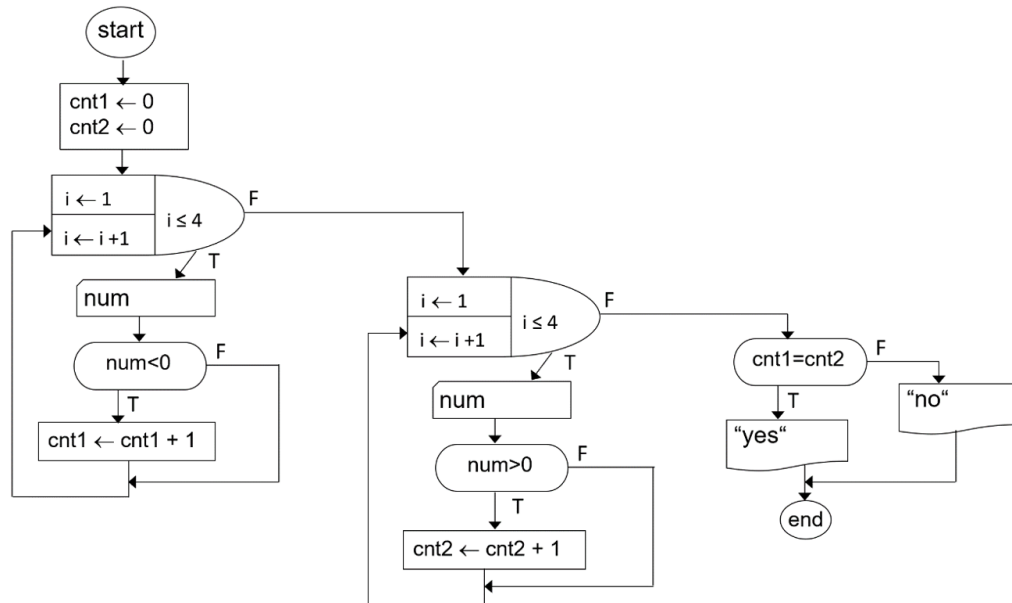 start
cnt1 ← 0
cnt2 ← 0
i ← 1
i ← i +1
i ≤ 4
F
T
num
num<0
F
T
cnt1 ← cnt1 + 1
i ← 1
i ← i +1
i ≤ 4
F
T
num
num>0
F
T
cnt2 ← cnt2 + 1
cnt1=cnt2
F
T
“no“
“yes“
end